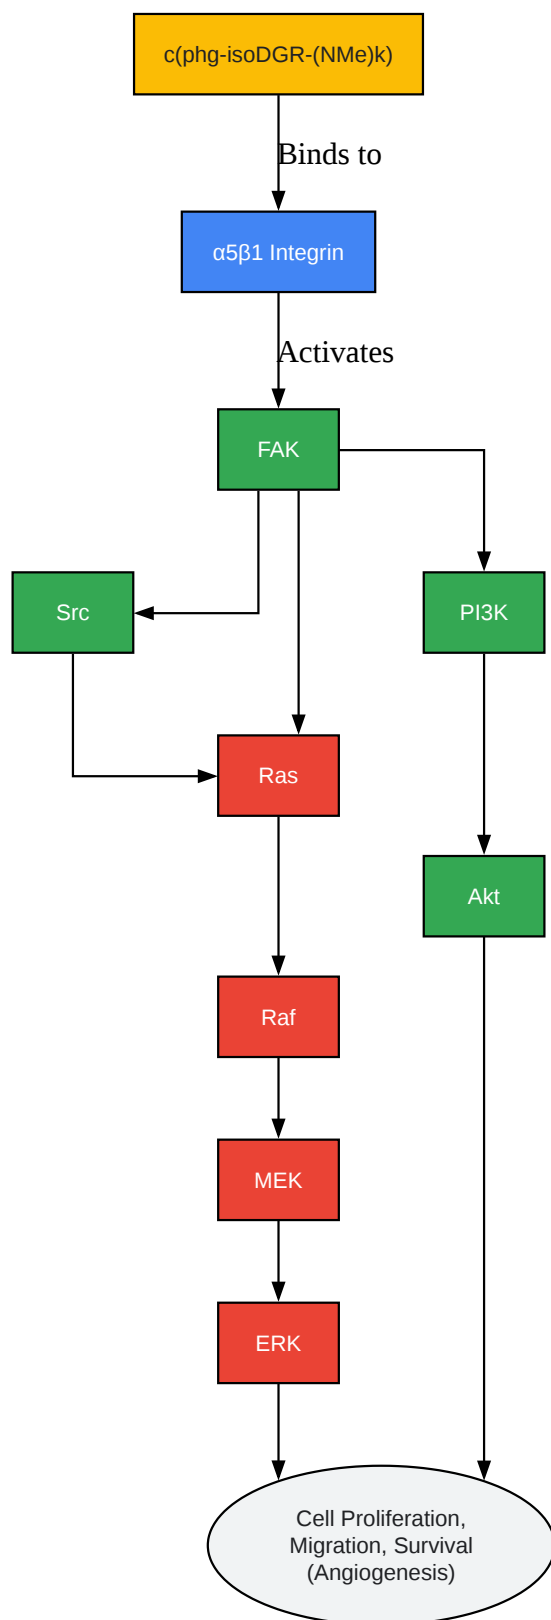 c(phg-isoDGR-(NMe)k)
Binds to
α5β1 Integrin
Activates
FAK
Src
PI3K
Ras
Akt
Raf
MEK
ERK
Cell Proliferation,
Migration, Survival
(Angiogenesis)